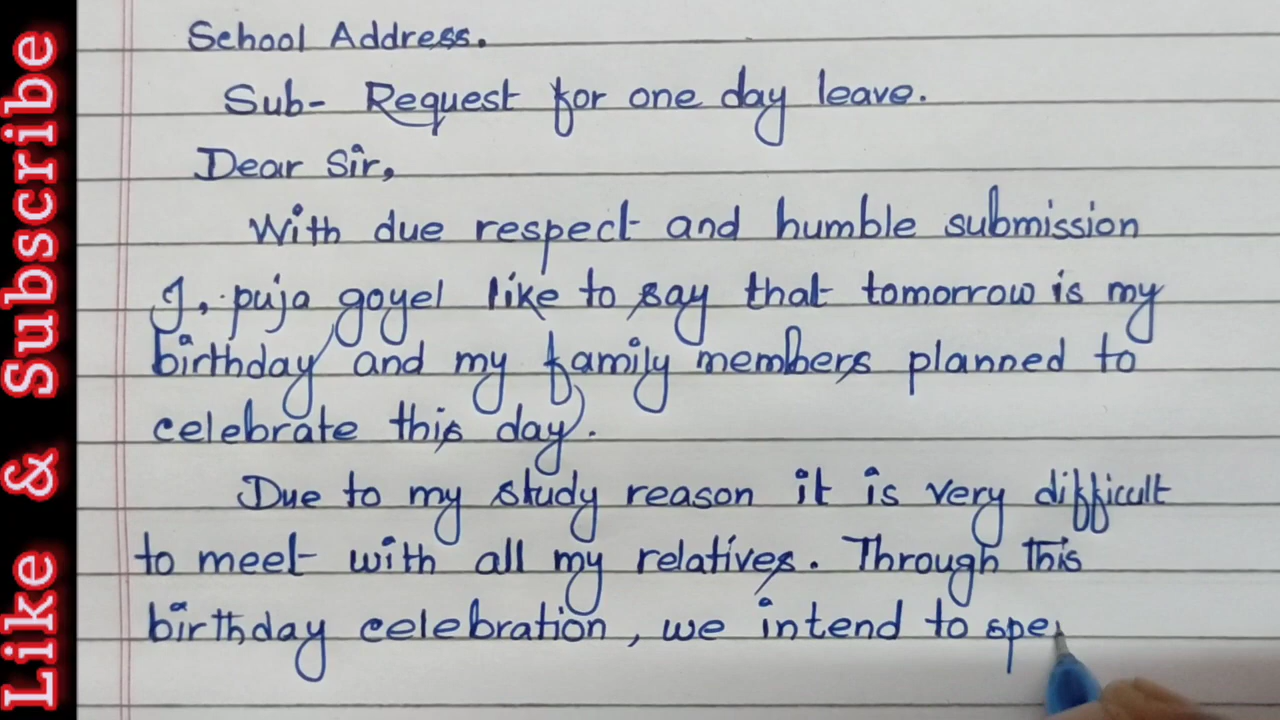 Like & Subscribe
School Address.
Sub- Request for one day leave.
Dear Sir,
With due respect and humble submission
I, puja goyel like to say that tomorrow is my
birthday and my family members planned to
celebrate this day.
Due to my study reason it is very difficult
to meet with all my relatives. Through this
birthday celebration, we intend to spe